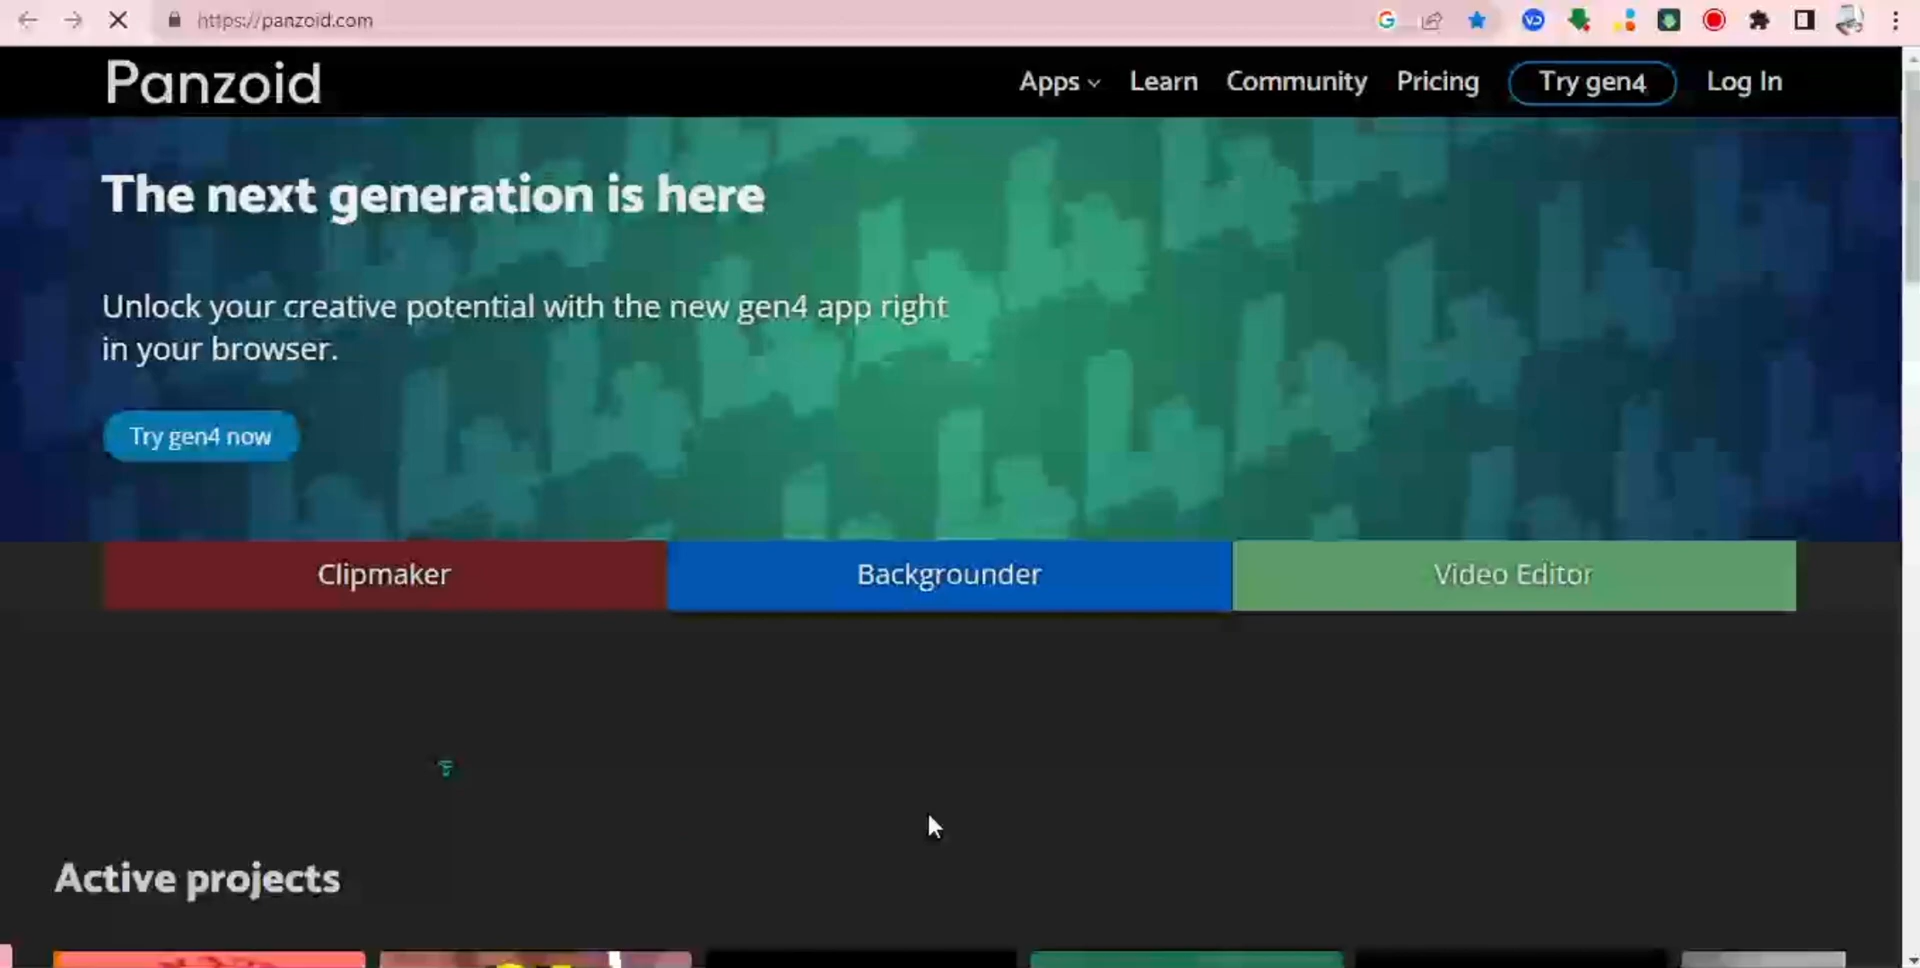 https://panzoid.com
Panzoid
Apps Learn Community Pricing Try gen4 Log In
The next generation is here
Unlock your creative potential with the new gen4 app right
in your browser.
Try gen4 now
Clipmaker Backgrounder Video Editor
Active projects